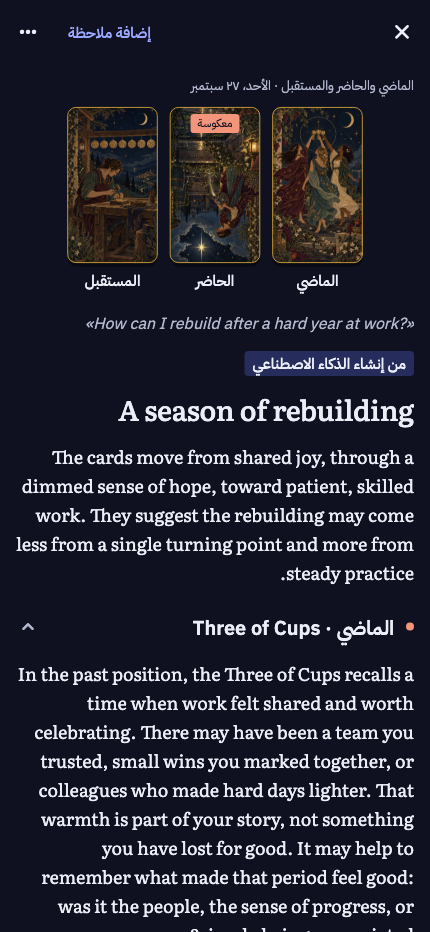 إضافة ملاحظة
الماضي والحاضر والمستقبل · الأحد، ٢٧ سبتمبر
معكوسة
الماضي
الحاضر
المستقبل
«How can I rebuild after a hard year at work?»
من إنشاء الذكاء الاصطناعي
A season of rebuilding
The cards move from shared joy, through a
dimmed sense of hope, toward patient, skilled
work. They suggest the rebuilding may come
less from a single turning point and more from
steady practice.
الماضي · Three of Cups
In the past position, the Three of Cups recalls a
time when work felt shared and worth
celebrating. There may have been a team you
trusted, small wins you marked together, or
colleagues who made hard days lighter. That
warmth is part of your story, not something
you have lost for good. It may help to
remember what made that period feel good:
was it the people, the sense of progress, or